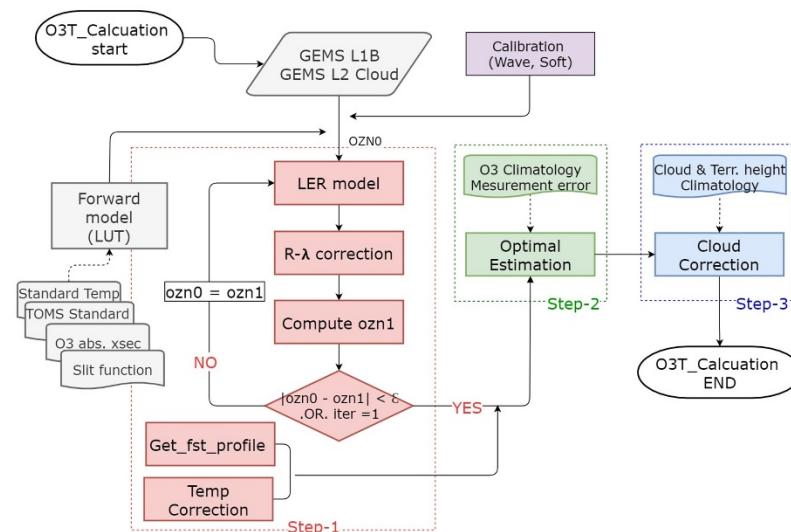 O3T_Calcuation
start
GEMS L1B
GEMS L2 Cloud
Calibration
(Wave, Soft)
OZN0
Forward
model
(LUT)
Standard Temp
TOMS Standard
O3 abs. xsec
Slit function
LER model
R-λ correction
ozn0 = ozn1
Compute ozn1
NO
|ozn0 - ozn1| < ε
.OR. iter =1
YES
Get_fst_profile
Temp
Correction
Step-1
O3 Climatology
Mesurement error
Optimal
Estimation
Step-2
Cloud & Terr. height
Climatology
Cloud
Correction
Step-3
O3T_Calcuation
END